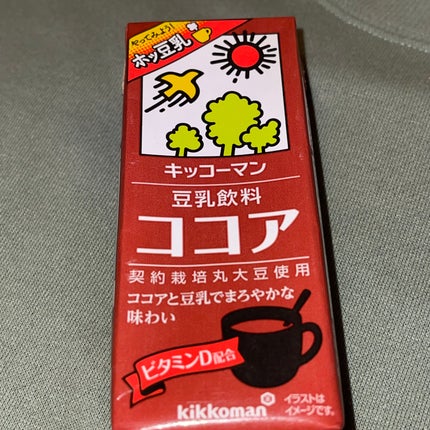 やってみよう!
ホッ豆乳
キッコーマン
豆乳飲料
ココア
契約栽培丸大豆使用
ココアと豆乳でまろやかな
味わい
ビタミンD配合
kikkoman
イラストは
イメージです。